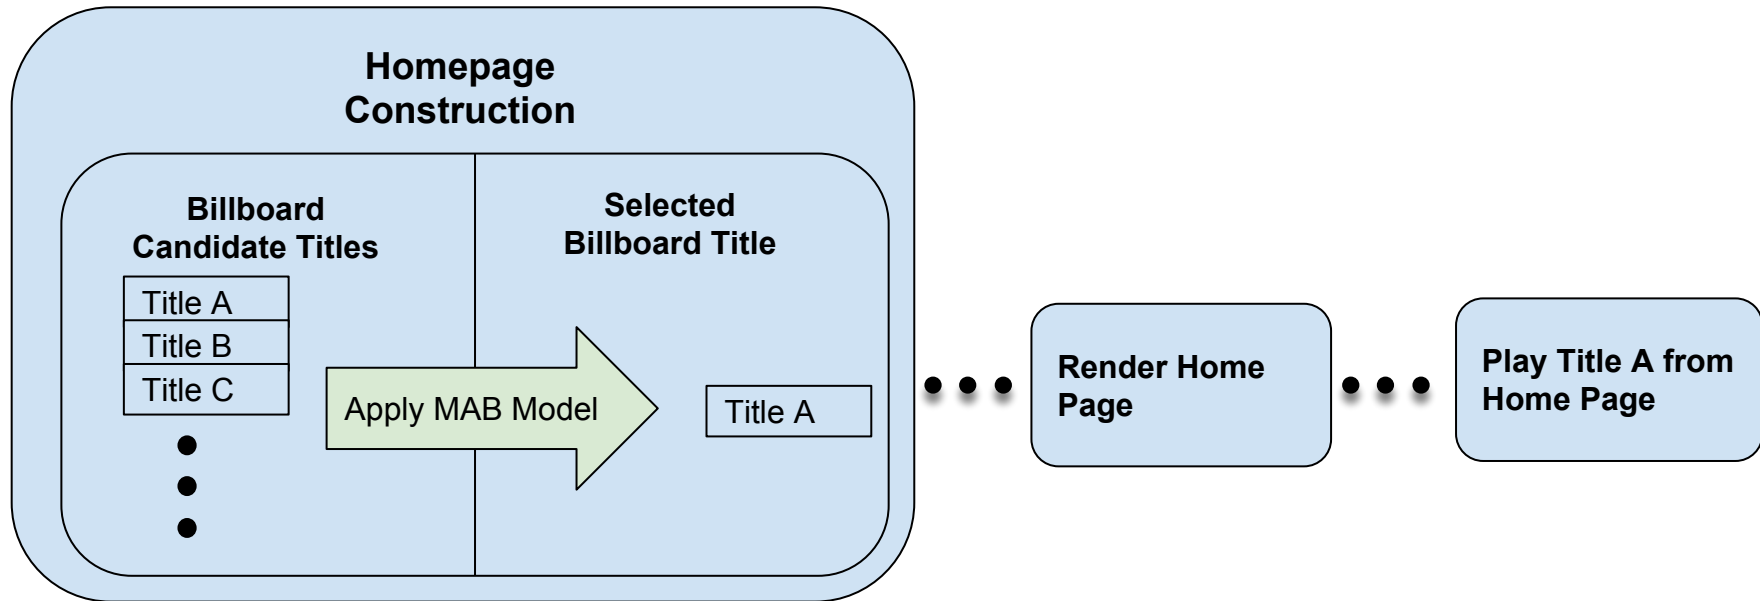 Homepage
Construction
Billboard
Candidate Titles
Title A
Title B
Title C
Apply MAB Model
Selected
Billboard Title
Title A
Render Home
Page
Play Title A from
Home Page